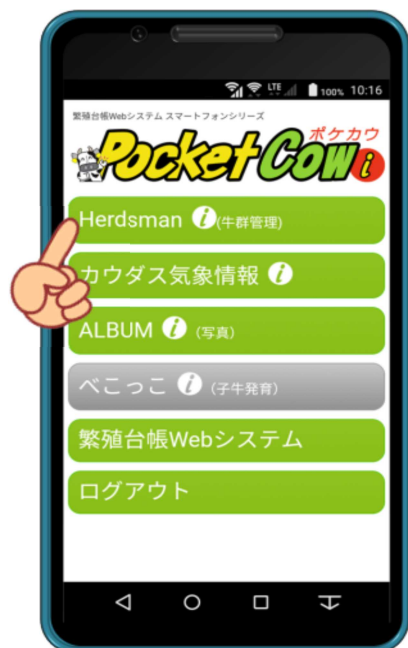 LTE 100% 10:16
繁殖台帳Webシステム スマートフォンシリーズ
ポケカウ
Pocket Cow i
Herdsman i (牛群管理)
カウダス気象情報 i
ALBUM i (写真)
べこっこ i (子牛発育)
繁殖台帳Webシステム
ログアウト